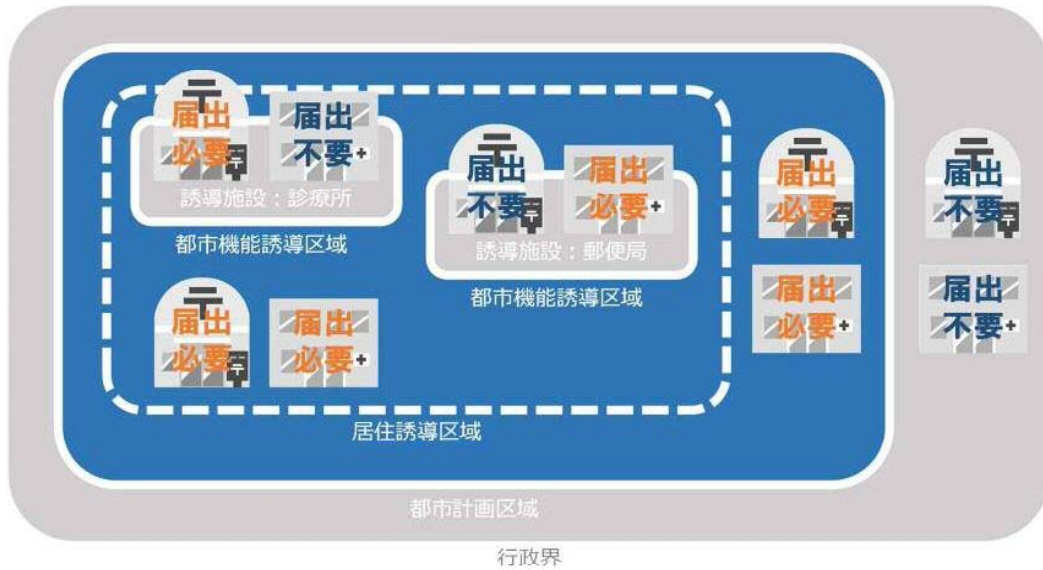 届出
必要
届出
不要
誘導施設：診療所
都市機能誘導区域
届出
不要
届出
必要
誘導施設：郵便局
都市機能誘導区域
届出
必要
届出
必要
居住誘導区域
届出
必要
届出
必要
届出
不要
届出
不要
都市計画区域
行政界